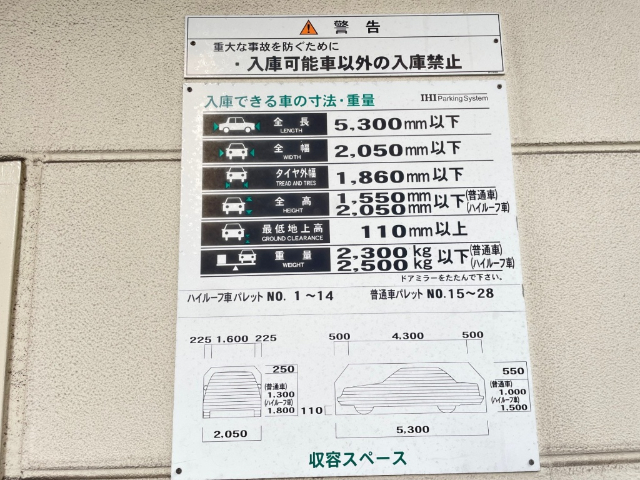 警告
重大な事故を防ぐために
・入庫可能車以外の入庫禁止
入庫できる車の寸法・重量 IHI Parking System
全長 LENGTH 5,300mm以下
全幅 WIDTH 2,050mm以下
タイヤ外幅 TREAD AND TIRES 1,860mm以下
全高 HEIGHT 1,550mm以下(普通車)
2,050mm以下(ハイルーフ車)
最低地上高 GROUND CLEARANCE 110mm以上
重量 WEIGHT 2,300kg以下(普通車)
2,500kg以下(ハイルーフ車)
ドアミラーをたたんで下さい。
ハイルーフ車パレット NO. 1〜14 普通車パレット NO.15〜28
225 1.600 225 500 4.300 500
250 550
(普通車) 1.300 (普通車) 1.000
(ハイルーフ車) 1.800 (ハイルーフ車) 1.500
110
2.050 5.300
収容スペース